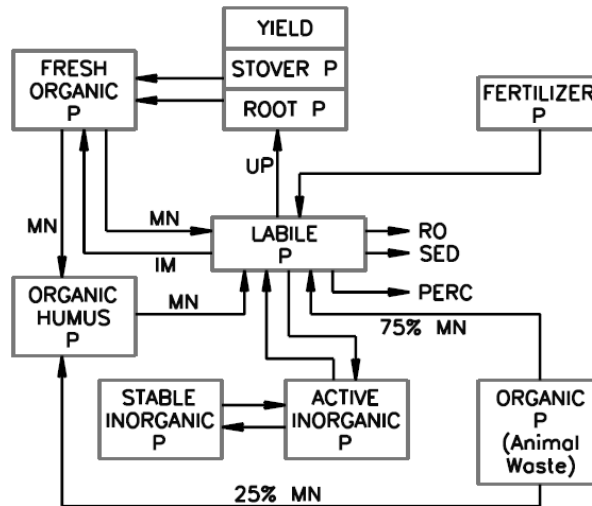 YIELD
STOVER P
ROOT P
FRESH
ORGANIC
P
FERTILIZER
P
UP
MN
MN
LABILE
P
RO
SED
IM
PERC
ORGANIC
HUMUS
P
MN
75% MN
STABLE
INORGANIC
P
ACTIVE
INORGANIC
P
ORGANIC
P
(Animal
Waste)
25% MN